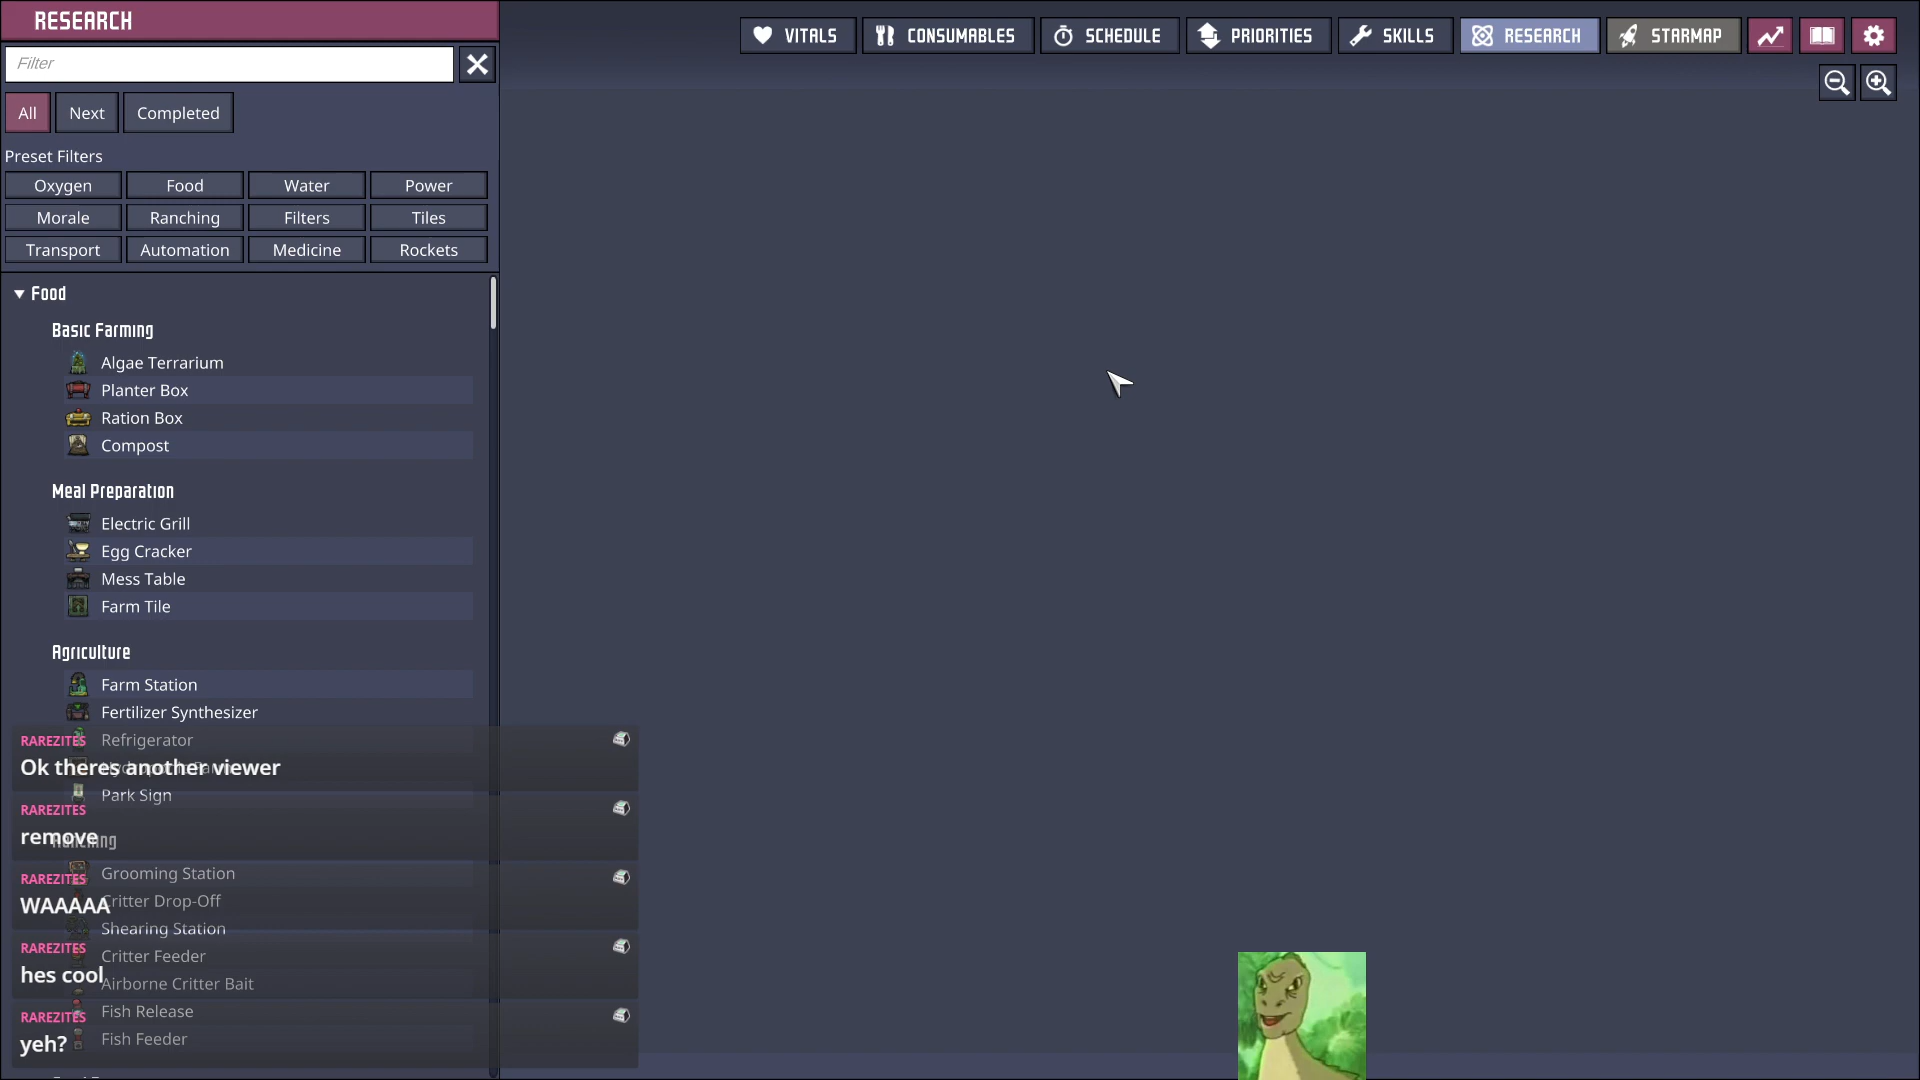 RESEARCH
VITALS
CONSUMABLES
SCHEDULE
PRIORITIES
SKILLS
RESEARCH
STARMAP
Filter
All
Next
Completed
Preset Filters
Oxygen
Food
Water
Power
Morale
Ranching
Filters
Tiles
Transport
Automation
Medicine
Rockets
Food
Basic Farming
Algae Terrarium
Planter Box
Ration Box
Compost
Meal Preparation
Electric Grill
Egg Cracker
Mess Table
Farm Tile
Agriculture
Farm Station
Fertilizer Synthesizer
RAREZITES
Refrigerator
Ok theres another viewer
Park Sign
RAREZITES
remove
Ranching
RAREZITES
Grooming Station
WAAAAA
Critter Drop-Off
Shearing Station
RAREZITES
Critter Feeder
hes cool
Airborne Critter Bait
RAREZITES
Fish Release
yeh?
Fish Feeder